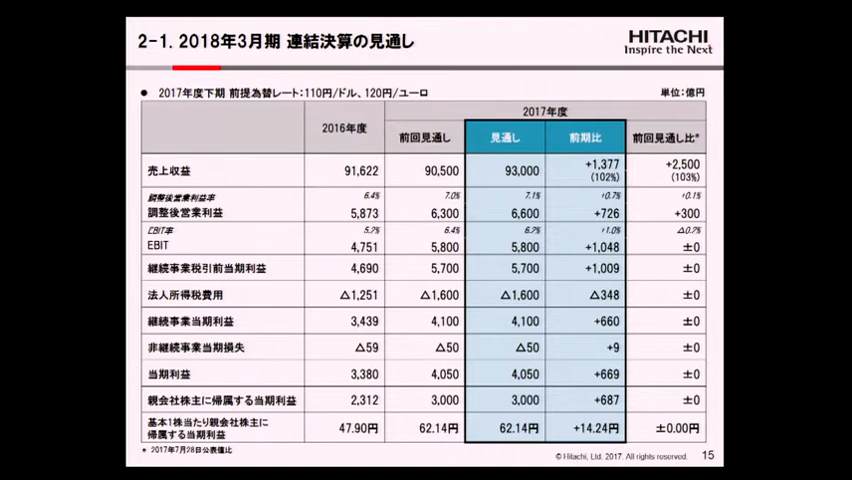 2-1. 2018年3月期 連結決算の見通し
HITACHI
Inspire the Next
● 2017年度下期 前提為替レート:110円/ドル、120円/ユーロ
単位:億円
2016年度 2017年度
前回見通し 見通し 前期比 前回見通し比*
売上収益 91,622 90,500 93,000 +1,377 (102%) +2,500 (103%)
調整後営業利益率 6.4% 7.0% 7.1% +0.7% +0.1%
調整後営業利益 5,873 6,300 6,600 +726 +300
EBIT率 5.2% 6.4% 6.2% +1.0% △0.2%
EBIT 4,751 5,800 5,800 +1,048 ±0
継続事業税引前当期利益 4,690 5,700 5,700 +1,009 ±0
法人所得税費用 △1,251 △1,600 △1,600 △348 ±0
継続事業当期利益 3,439 4,100 4,100 +660 ±0
非継続事業当期損失 △59 △50 △50 +9 ±0
当期利益 3,380 4,050 4,050 +669 ±0
親会社株主に帰属する当期利益 2,312 3,000 3,000 +687 ±0
基本1株当たり親会社株主に
帰属する当期利益 47.90円 62.14円 62.14円 +14.24円 ±0.00円
* 2017年7月28日公表値比
© Hitachi, Ltd. 2017. All rights reserved. 15